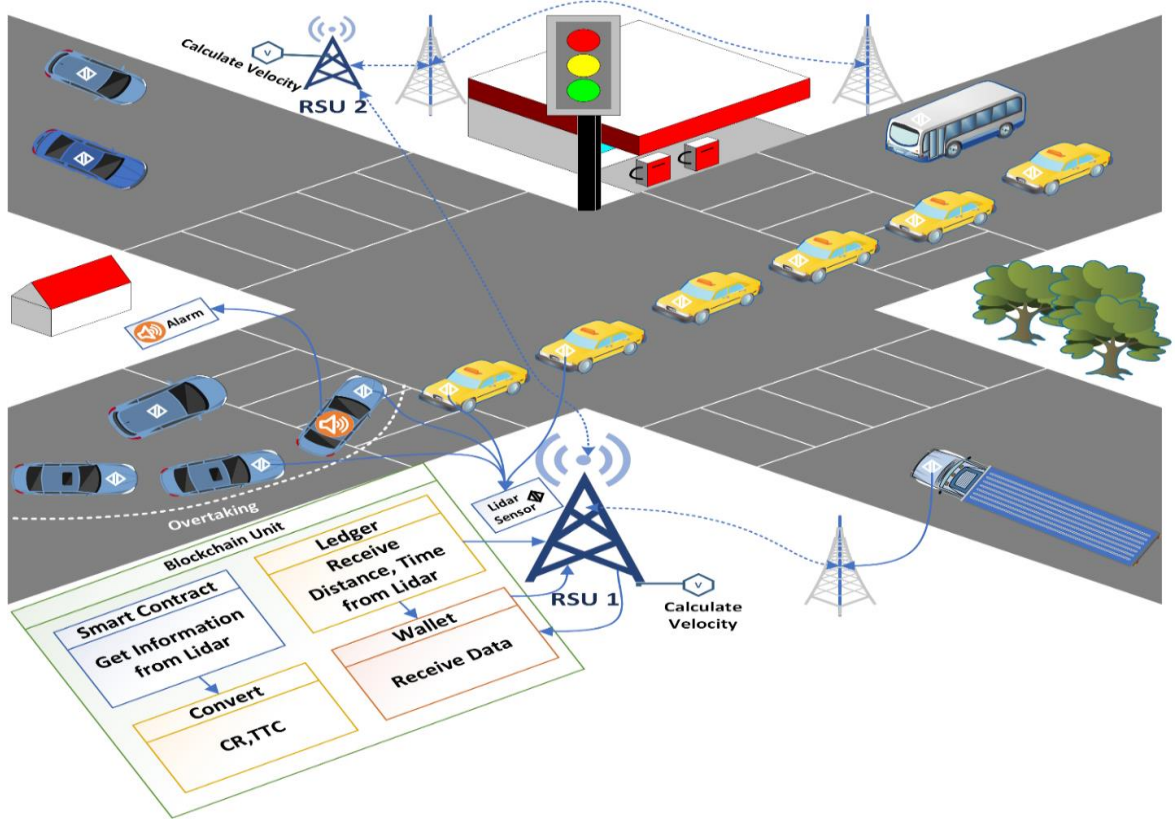 V
Calculate Velocity
RSU 2
Alarm
Overtaking
Lidar
Sensor
Blockchain Unit
Ledger
Receive
Distance, Time
from Lidar
Smart Contract
Get Information
from Lidar
RSU 1
V
Calculate
Velocity
Wallet
Receive Data
Convert
CR,TTC